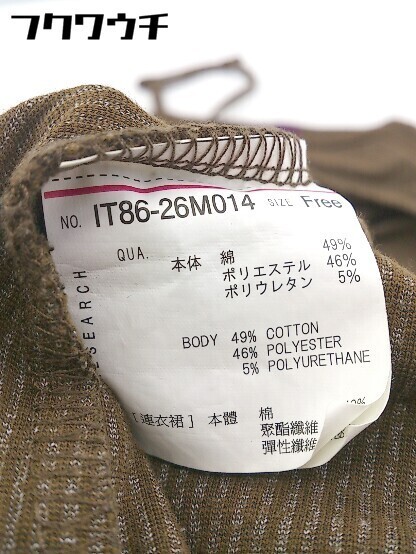 フクワウチ
NO. IT86-26M014 SIZE Free
QUA. 本体 綿 49%
ポリエステル 46%
ポリウレタン 5%
BODY 49% COTTON
46% POLYESTER
5% POLYURETHANE
[連衣裙] 本體 棉
聚酯纖維
彈性纖維